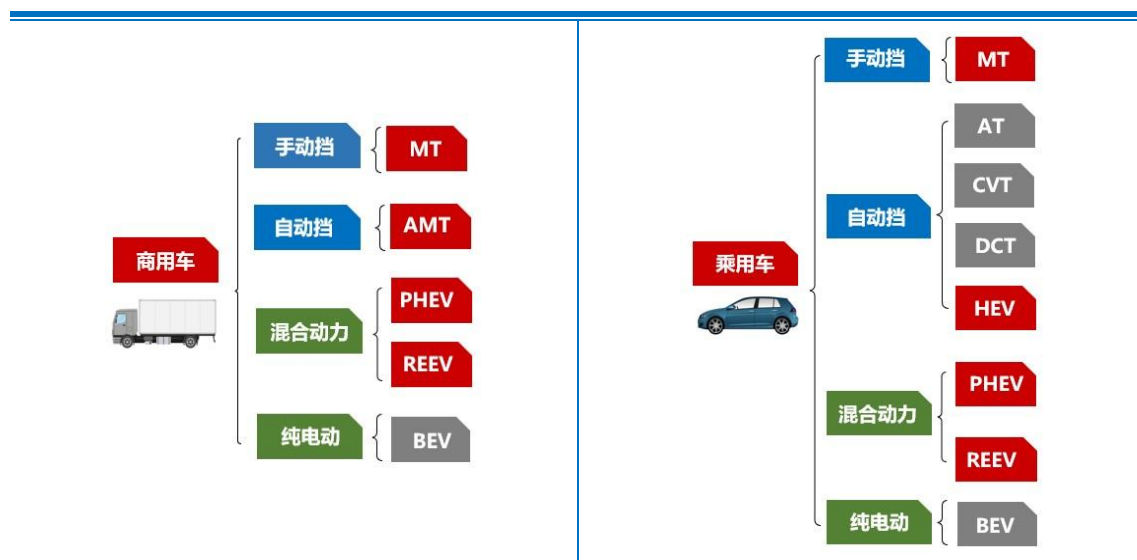 商用车
手动挡
MT
自动挡
AMT
混合动力
PHEV
REEV
纯电动
BEV
乘用车
手动挡
MT
自动挡
AT
CVT
DCT
HEV
混合动力
PHEV
REEV
纯电动
BEV